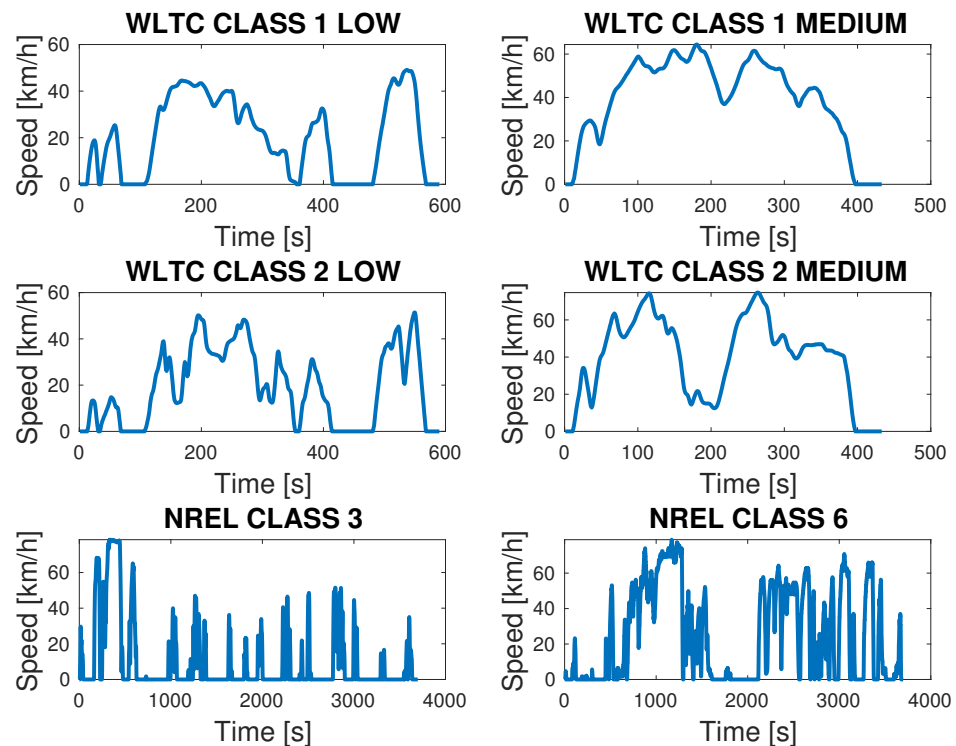 WLTC CLASS 1 LOW
Speed [km/h]
60
40
20
0
0 200 400 600
Time [s]
WLTC CLASS 1 MEDIUM
Speed [km/h]
60
40
20
0
0 100 200 300 400 500
Time [s]
WLTC CLASS 2 LOW
Speed [km/h]
60
40
20
0
0 200 400 600
Time [s]
WLTC CLASS 2 MEDIUM
Speed [km/h]
60
40
20
0
0 100 200 300 400 500
Time [s]
NREL CLASS 3
Speed [km/h]
60
40
20
0
0 1000 2000 3000 4000
Time [s]
NREL CLASS 6
Speed [km/h]
60
40
20
0
0 1000 2000 3000 4000
Time [s]